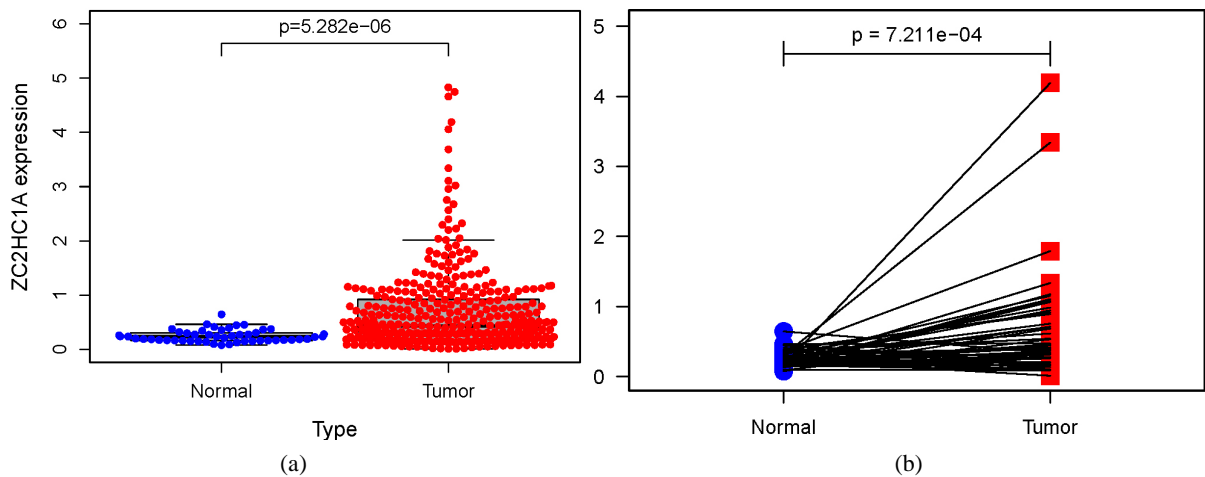 p=5.282e−06
ZC2HC1A expression
6
5
4
3
2
1
0
Normal
Tumor
Type
(a)
p = 7.211e−04
5
4
3
2
1
0
Normal
Tumor
(b)